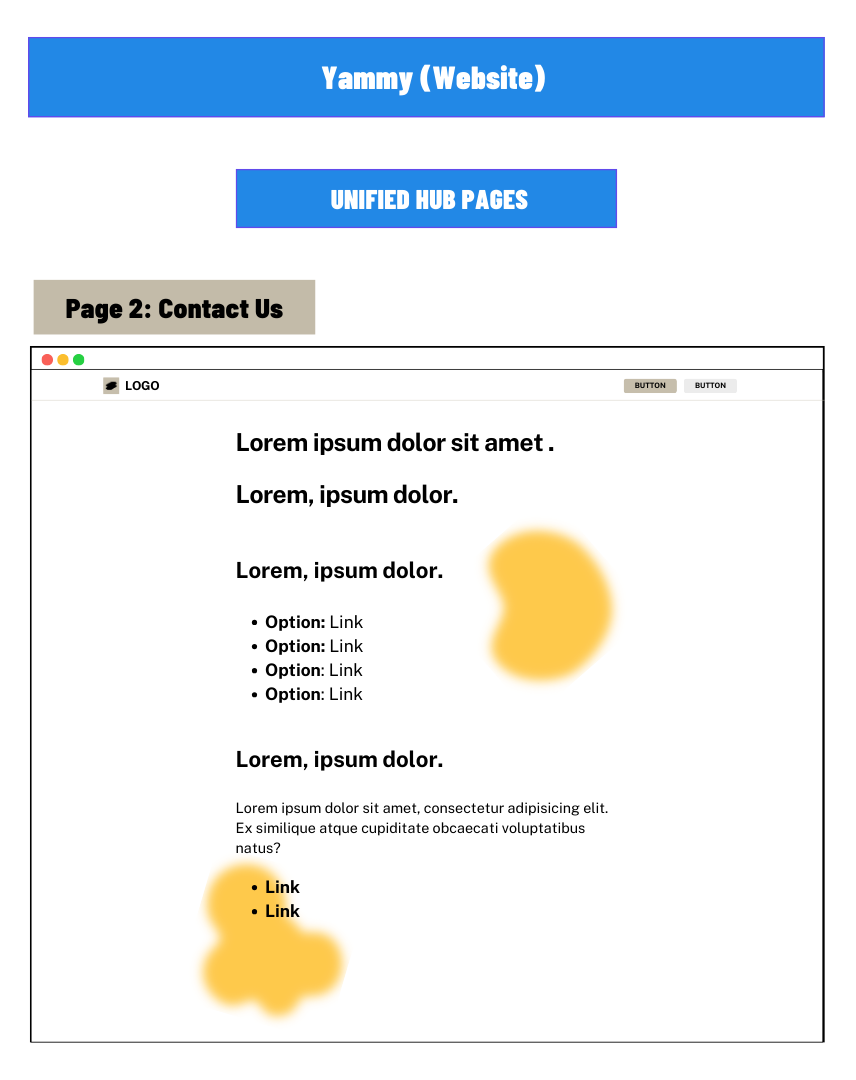 Yammy (Website)
UNIFIED HUB PAGES
Page 2: Contact Us
LOGO
BUTTON
BUTTON
Lorem ipsum dolor sit amet .
Lorem, ipsum dolor.
Lorem, ipsum dolor.
• Option: Link
• Option: Link
• Option: Link
• Option: Link
Lorem, ipsum dolor.
Lorem ipsum dolor sit amet, consectetur adipisicing elit.
Ex similique atque cupiditate obcaecati voluptatibus
natus?
• Link
• Link